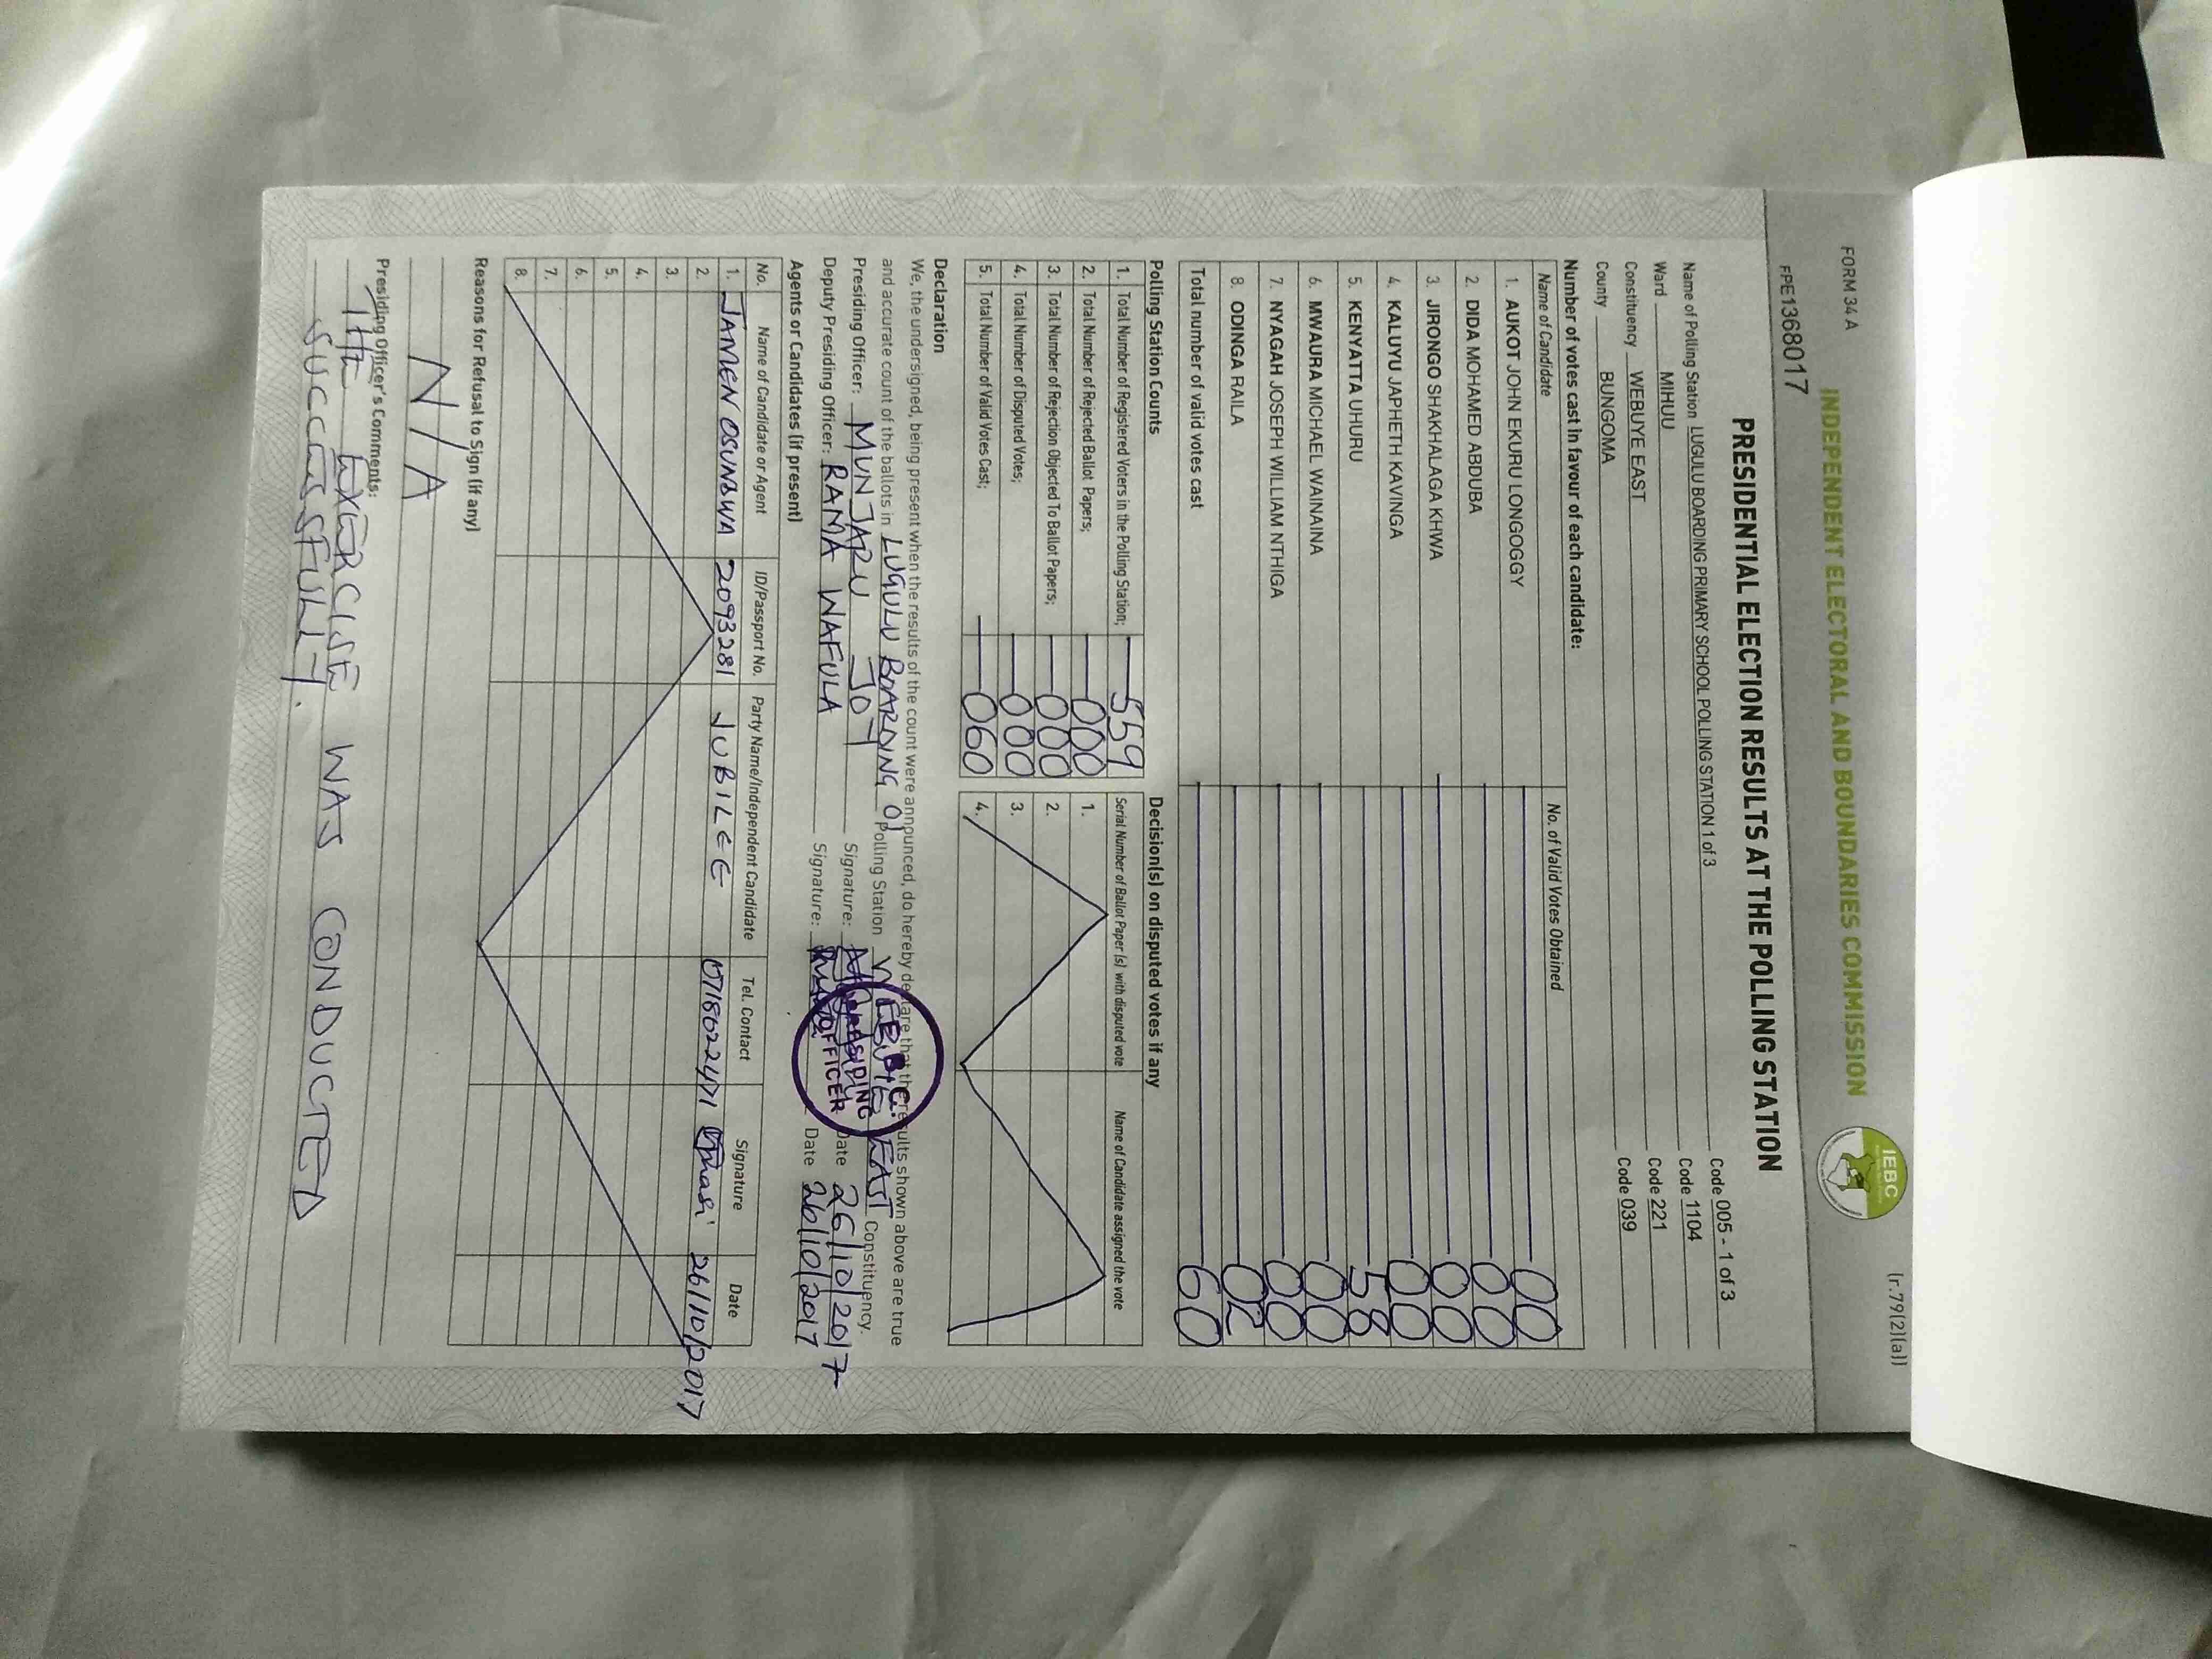 FORM 34 A
(r.79(2)(a))
INDEPENDENT ELECTORAL AND BOUNDARIES COMMISSION
IEBC
FPE1368017
PRESIDENTIAL ELECTION RESULTS AT THE POLLING STATION
Name of Polling Station LUGULU BOARDING PRIMARY SCHOOL POLLING STATION 1 of 3 Code 005 - 1 of 3
Ward MIHUU Code 1104
Constituency WEBUYE EAST Code 221
County BUNGOMA Code 039
Number of votes cast in favour of each candidate:
Name of Candidate No. of Valid Votes Obtained
1. AUKOT JOHN EKURU LONGOGGY 00
2. DIDA MOHAMED ABDUBA 00
3. JIRONGO SHAKHALAGA KHWA 00
4. KALUYU JAPHETH KAVINGA 00
5. KENYATTA UHURU 58
6. MWAURA MICHAEL WAINAINA 00
7. NYAGAH JOSEPH WILLIAM NTHIGA 00
8. ODINGA RAILA 02
Total number of valid votes cast 60
Polling Station Counts
1. Total Number of Registered Voters in the Polling Station; 559
2. Total Number of Rejected Ballot Papers; 000
3. Total Number of Rejection Objected To Ballot Papers; 000
4. Total Number of Disputed Votes; 000
5. Total Number of Valid Votes Cast; 060
Decision(s) on disputed votes if any
Serial Number of Ballot Paper (s) with disputed vote Name of Candidate assigned the vote
1.
2.
3.
4.
Declaration
We, the undersigned, being present when the results of the count were announced, do hereby declare that the results shown above are true
and accurate count of the ballots in LUGULU BOARDING 01 Polling Station WEBUYE EAST Constituency.
Presiding Officer: MUNJARU JOY Signature: Date 26/10/2017
Deputy Presiding Officer: RAMA WAFULA Signature: Date 26/10/2017
PRESIDING
OFFICER
Agents or Candidates (if present)
No. Name of Candidate or Agent ID/Passport No. Party Name/Independent Candidate Tel. Contact Signature Date
1. JAMEN OSUNDWA 2093281 JUBILEE 0718622471 26/10/2017
2.
3.
4.
5.
6.
7.
8.
Reasons for Refusal to Sign (if any)
N/A
Presiding Officer's Comments:
THE EXERCISE WAS CONDUCTED
SUCCESSFULLY.